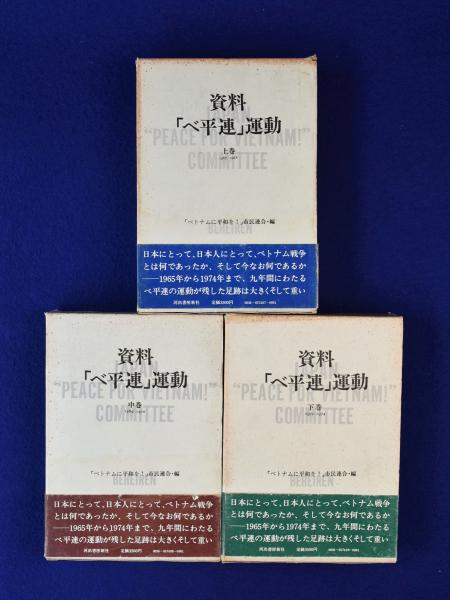 資料
「ベ平連」運動
JAPAN
"PEACE FOR VIETNAM!"
COMMITTEE
上巻
「ベトナムに平和を!」市民連合・編
BEHEIREN
日本にとって、日本人にとって、ベトナム戦争
とは何であったか、そして今なお何であるか
——1965年から1974年まで、九年間にわたる
ベ平連の運動が残した足跡は大きくそして重い
河出書房新社
資料
「ベ平連」運動
JAPAN
"PEACE FOR VIETNAM!"
COMMITTEE
中巻
「ベトナムに平和を!」市民連合・編
BEHEIREN
日本にとって、日本人にとって、ベトナム戦争
とは何であったか、そして今なお何であるか
——1965年から1974年まで、九年間にわたる
ベ平連の運動が残した足跡は大きくそして重い
河出書房新社
資料
「ベ平連」運動
JAPAN
"PEACE FOR VIETNAM!"
COMMITTEE
下巻
「ベトナムに平和を!」市民連合・編
BEHEIREN
日本にとって、日本人にとって、ベトナム戦争
とは何であったか、そして今なお何であるか
——1965年から1974年まで、九年間にわたる
ベ平連の運動が残した足跡は大きくそして重い
河出書房新社